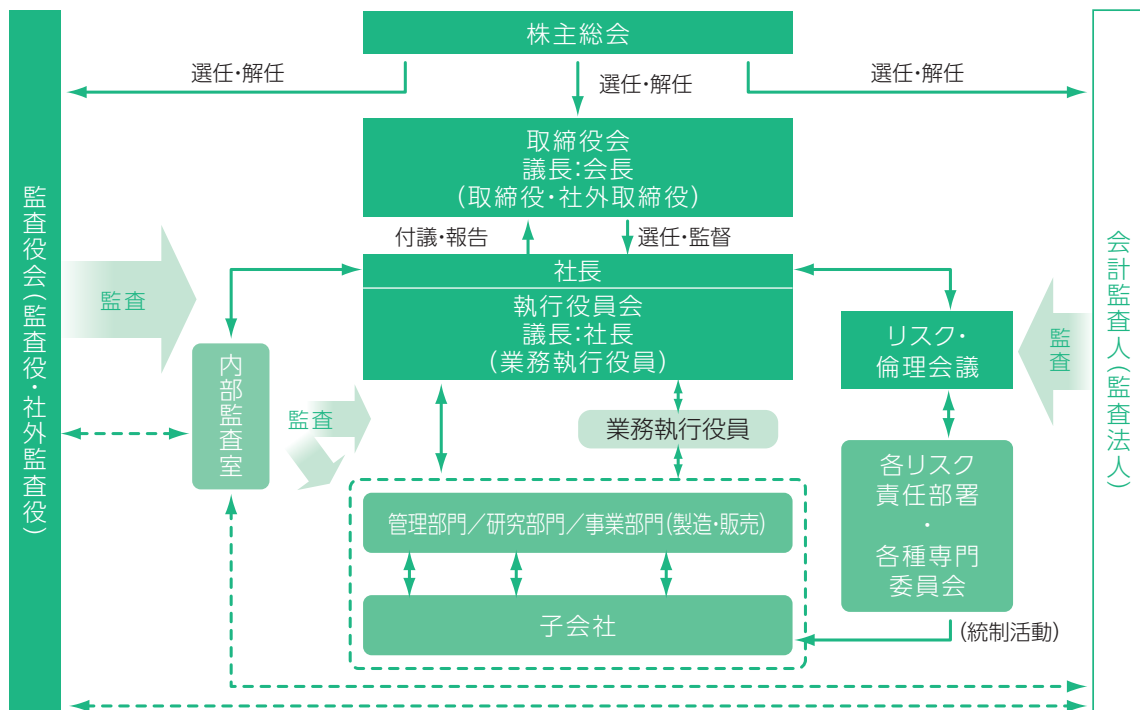 株主総会
選任・解任
選任・解任
選任・解任
取締役会
議長:会長
(取締役・社外取締役)
付議・報告
選任・監督
社長
執行役員会
議長:社長
(業務執行役員)
監査役会(監査役・社外監査役)
監査
内部監査室
監査
業務執行役員
リスク・
倫理会議
監査
会計監査人(監査法人)
各リスク
責任部署
・
各種専門
委員会
管理部門／研究部門／事業部門(製造・販売)
子会社
(統制活動)